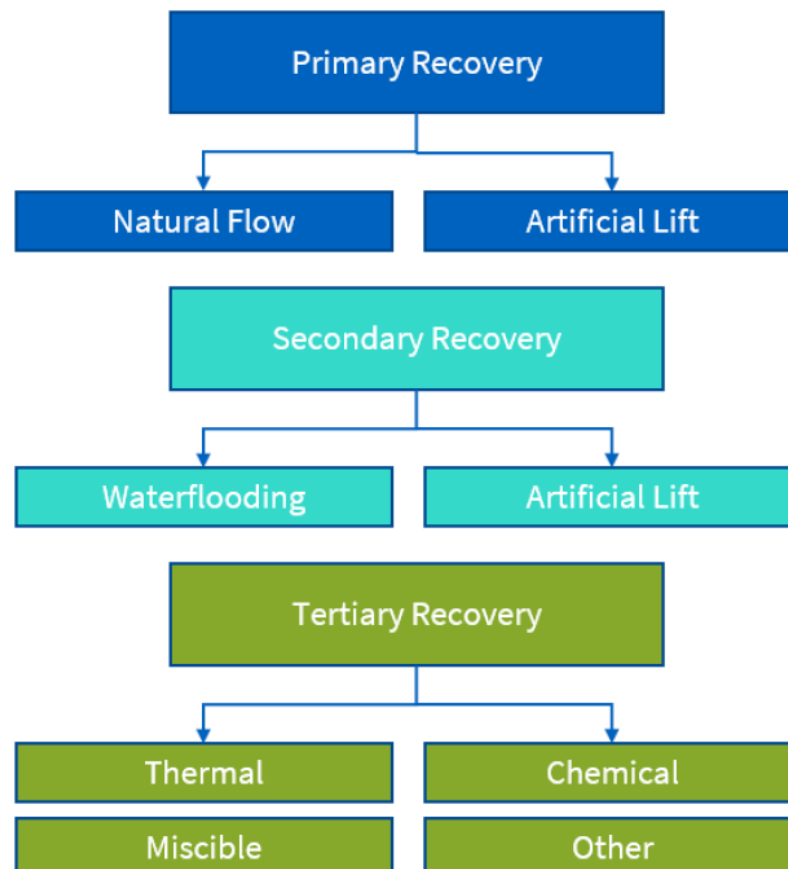 Primary Recovery
Natural Flow
Artificial Lift
Secondary Recovery
Waterflooding
Artificial Lift
Tertiary Recovery
Thermal
Chemical
Miscible
Other